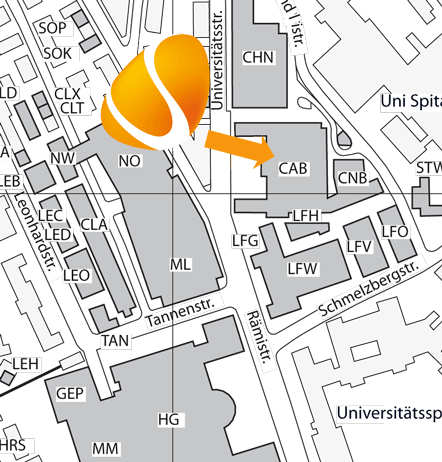 SOP
SOK
Universitätsstr.
CHN
LD
CLX
CLT
Uni Spita
NW
NO
CAB
CNB
STW
LEB
LEC
LED
CLA
LFH
LFG
LFV
LFO
Leonhardstr.
LEO
ML
LFW
Schmelzbergstr.
Tannenstr.
TAN
Rämistr.
LEH
GEP
HG
Universitätssp
HRS
MM